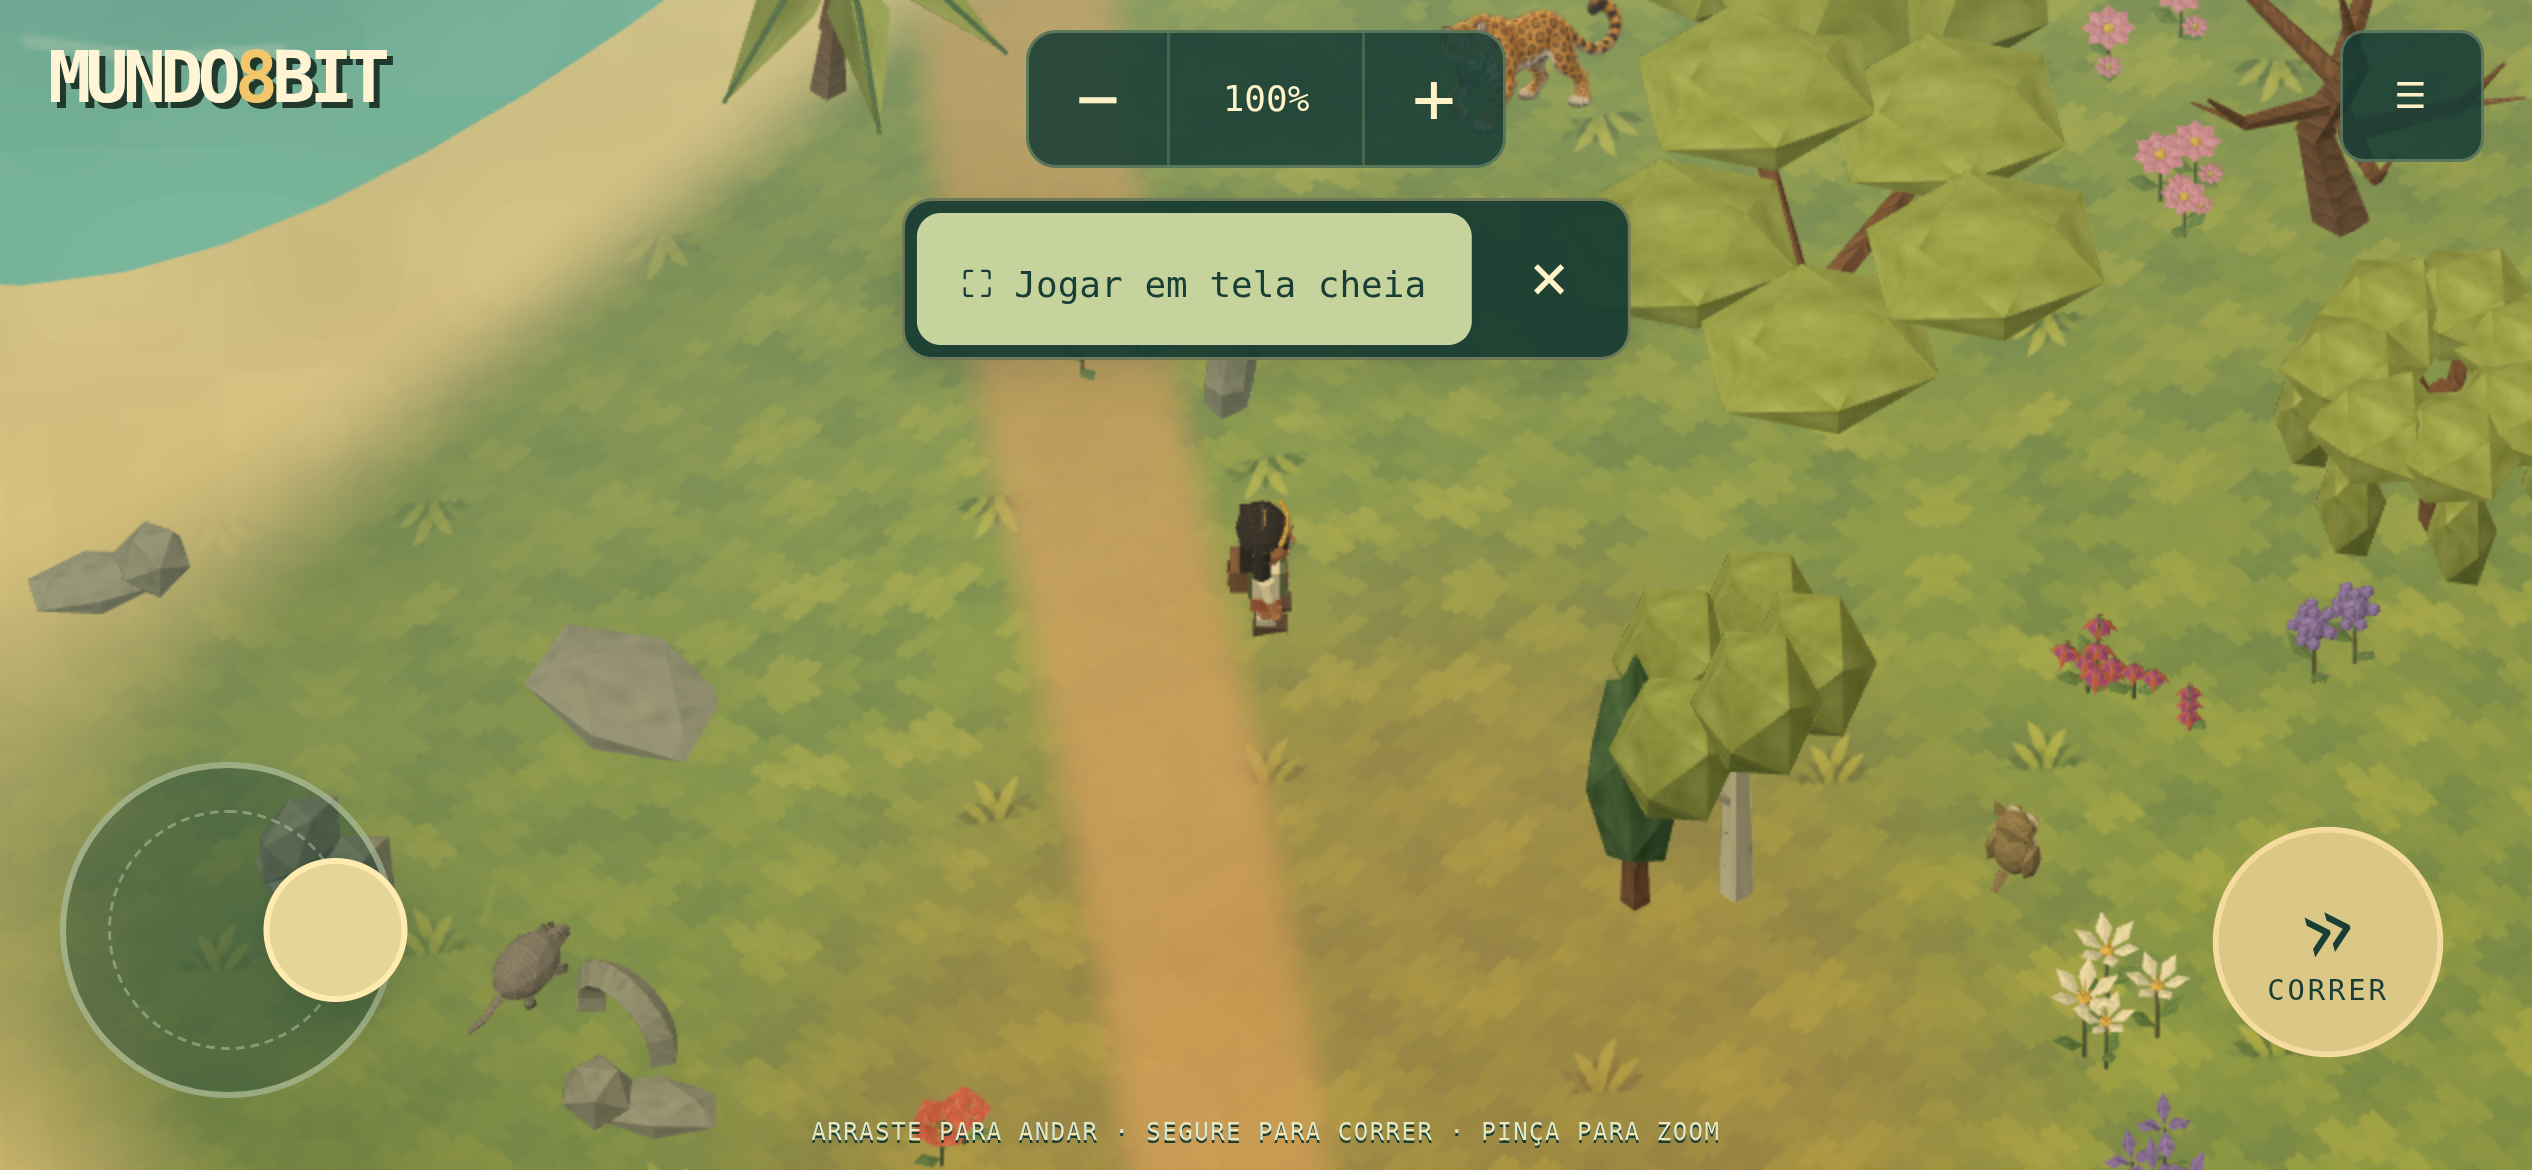 MUNDO8BIT
− 100% +
☰
⛶ Jogar em tela cheia ✕
» CORRER
ARRASTE PARA ANDAR · SEGURE PARA CORRER · PINÇA PARA ZOOM